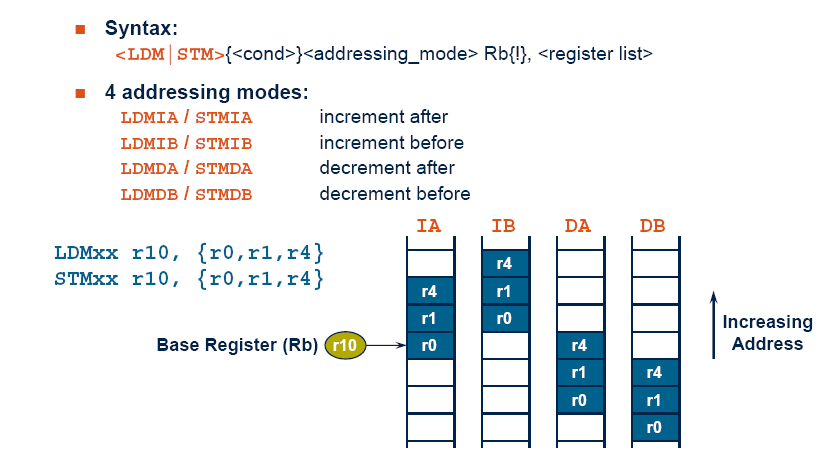 Syntax:
<LDM|STM>{<cond>}<addressing_mode> Rb{!}, <register list>
4 addressing modes:
LDMIA / STMIA increment after
LDMIB / STMIB increment before
LDMDA / STMDA decrement after
LDMDB / STMDB decrement before
IA IB DA DB
LDMxx r10, {r0,r1,r4}
STMxx r10, {r0,r1,r4}
r4
r4 r1
r1 r0
Base Register (Rb) r10 r0 r4
r1 r4
r0 r1
r0
Increasing
Address